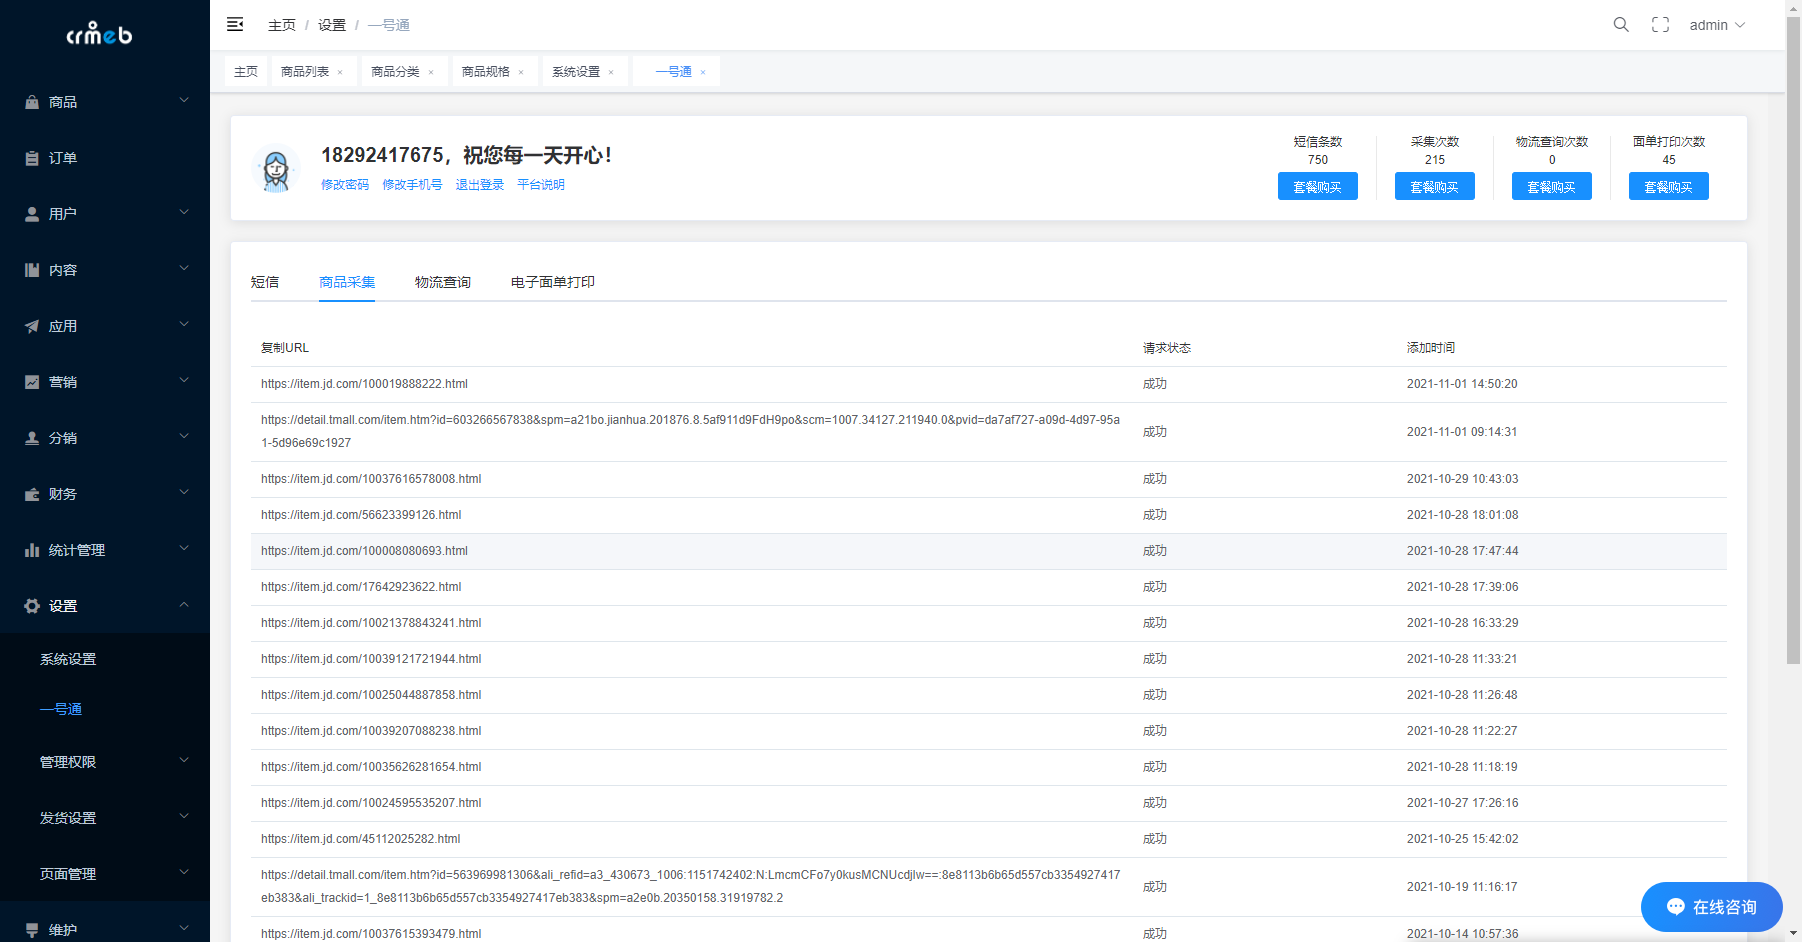 crmeb
主页 / 设置 / 一号通
admin
主页 商品列表 × 商品分类 × 商品规格 × 系统设置 × 一号通 ×
商品
订单
用户
内容
应用
营销
分销
财务
统计管理
设置
系统设置
一号通
管理权限
发货设置
页面管理
维护
18292417675，祝您每一天开心！
修改密码 修改手机号 退出登录 平台说明
短信条数 采集次数 物流查询次数 面单打印次数
750 215 0 45
套餐购买 套餐购买 套餐购买 套餐购买
短信 商品采集 物流查询 电子面单打印
复制URL 请求状态 添加时间
https://item.jd.com/100019888222.html 成功 2021-11-01 14:50:20
https://detail.tmall.com/item.htm?id=603266567838&spm=a21bo.jianhua.201876.8.5af911d9FdH9po&scm=1007.34127.211940.0&pvid=da7af727-a09d-4d97-95a
1-5d96e69c1927 成功 2021-11-01 09:14:31
https://item.jd.com/10037616578008.html 成功 2021-10-29 10:43:03
https://item.jd.com/56623399126.html 成功 2021-10-28 18:01:08
https://item.jd.com/100008080693.html 成功 2021-10-28 17:47:44
https://item.jd.com/17642923622.html 成功 2021-10-28 17:39:06
https://item.jd.com/10021378843241.html 成功 2021-10-28 16:33:29
https://item.jd.com/10039121721944.html 成功 2021-10-28 11:33:21
https://item.jd.com/10025044887858.html 成功 2021-10-28 11:26:48
https://item.jd.com/10039207088238.html 成功 2021-10-28 11:22:27
https://item.jd.com/10035626281654.html 成功 2021-10-28 11:18:19
https://item.jd.com/10024595535207.html 成功 2021-10-27 17:26:16
https://item.jd.com/45112025282.html 成功 2021-10-25 15:42:02
https://detail.tmall.com/item.htm?id=563969981306&ali_refid=a3_430673_1006:1151742402:N:LmcmCFo7y0kusMCNUcdjlw==:8e8113b6b65d557cb3354927417
eb383&ali_trackid=1_8e8113b6b65d557cb3354927417eb383&spm=a2e0b.20350158.31919782.2 成功 2021-10-19 11:16:17
https://item.jd.com/10037615393479.html 成功 2021-10-14 10:57:36
在线咨询